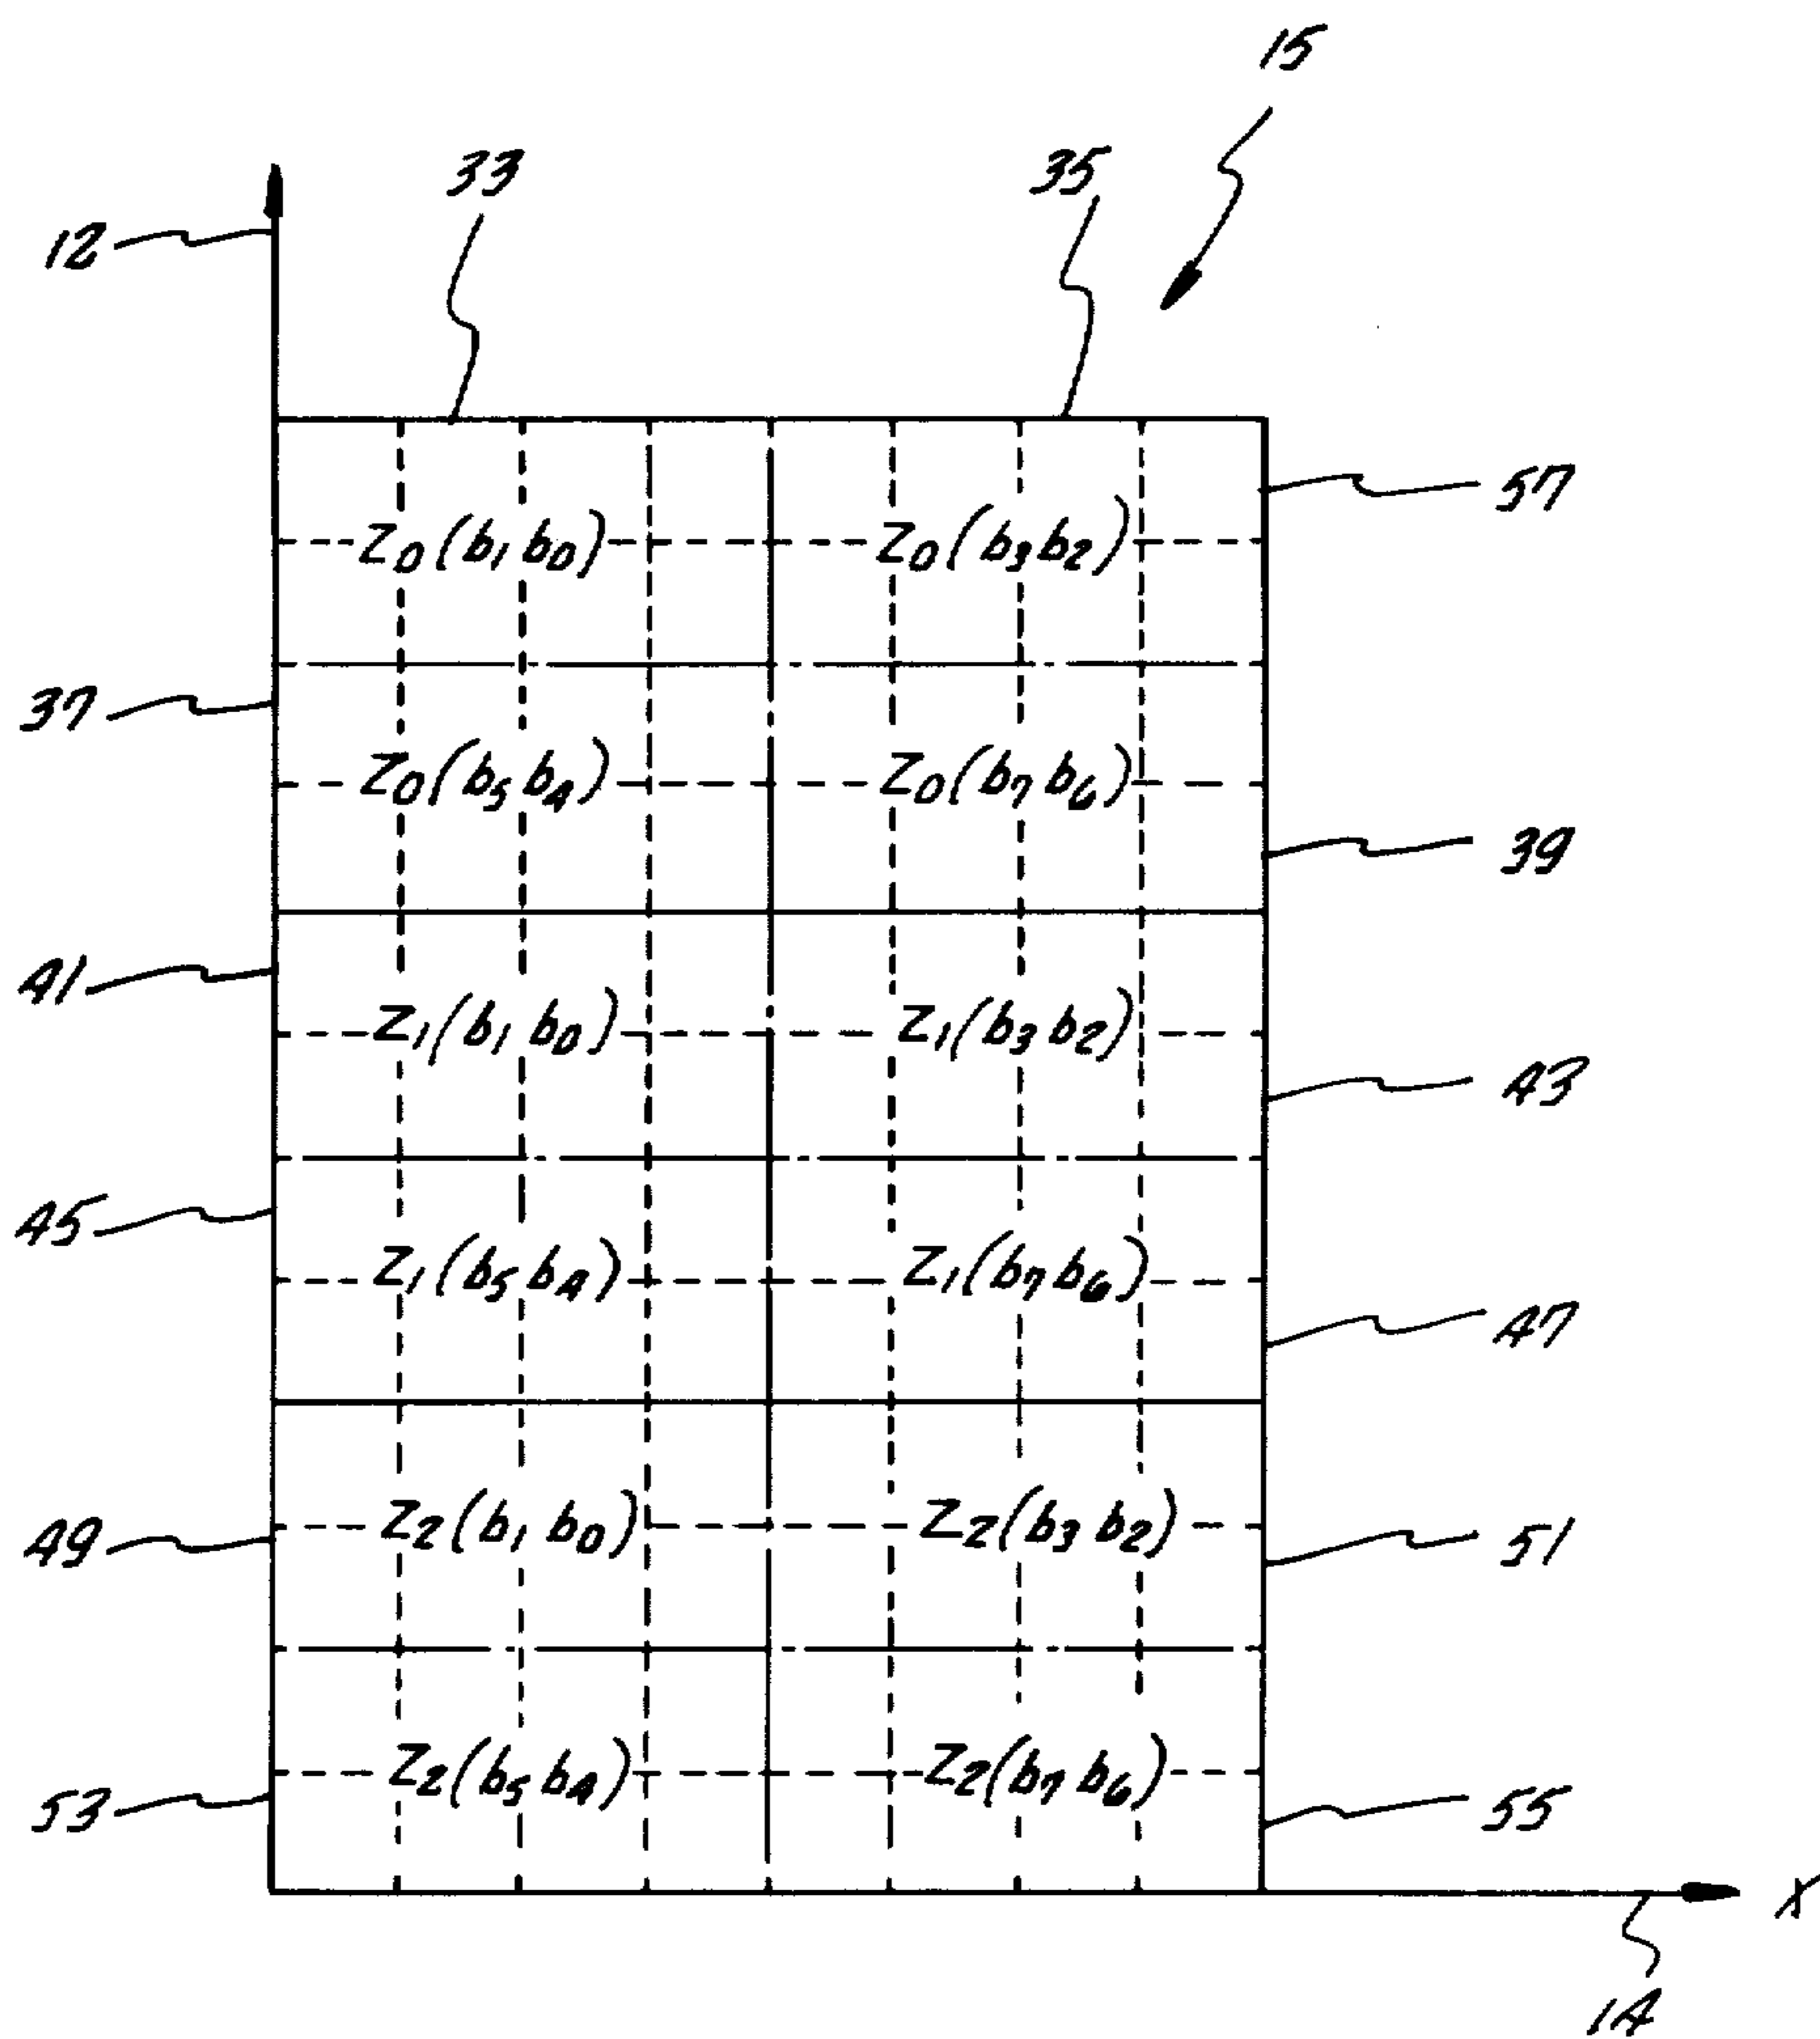 15
33
35
12
57
Z0(b1 b0)
Z0(b3 b2)
37
Z0(b5 b4)
Z0(b7 b6)
39
41
Z1(b1 b0)
Z1(b3 b2)
43
45
Z1(b5 b4)
Z1(b7 b6)
47
49
Z2(b1 b0)
Z2(b3 b2)
51
53
Z2(b5 b4)
Z2(b7 b6)
55
X
14